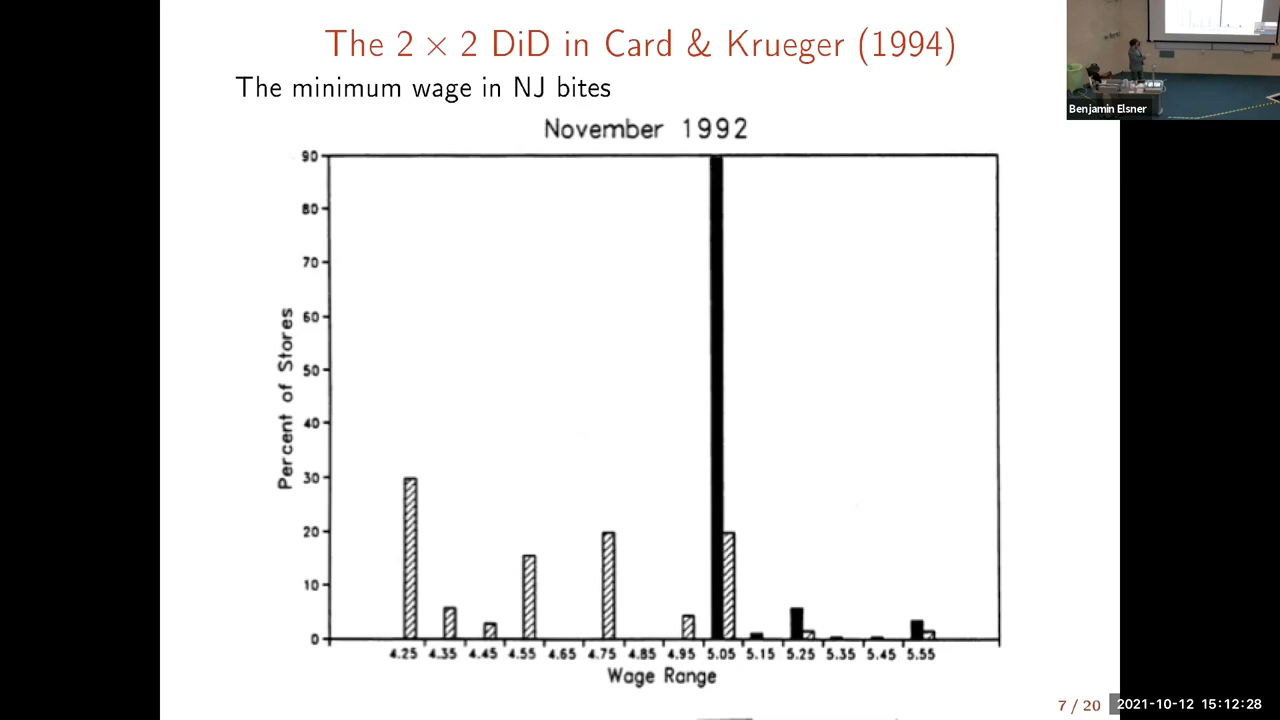 The 2 × 2 DiD in Card & Krueger (1994)
The minimum wage in NJ bites
November 1992
90
80
70
60
50
40
30
20
10
0
Percent of Stores
4.25 4.35 4.45 4.55 4.65 4.75 4.85 4.95 5.05 5.15 5.25 5.35 5.45 5.55
Wage Range
7 / 20
2021-10-12 15:12:28
Benjamin Elsner